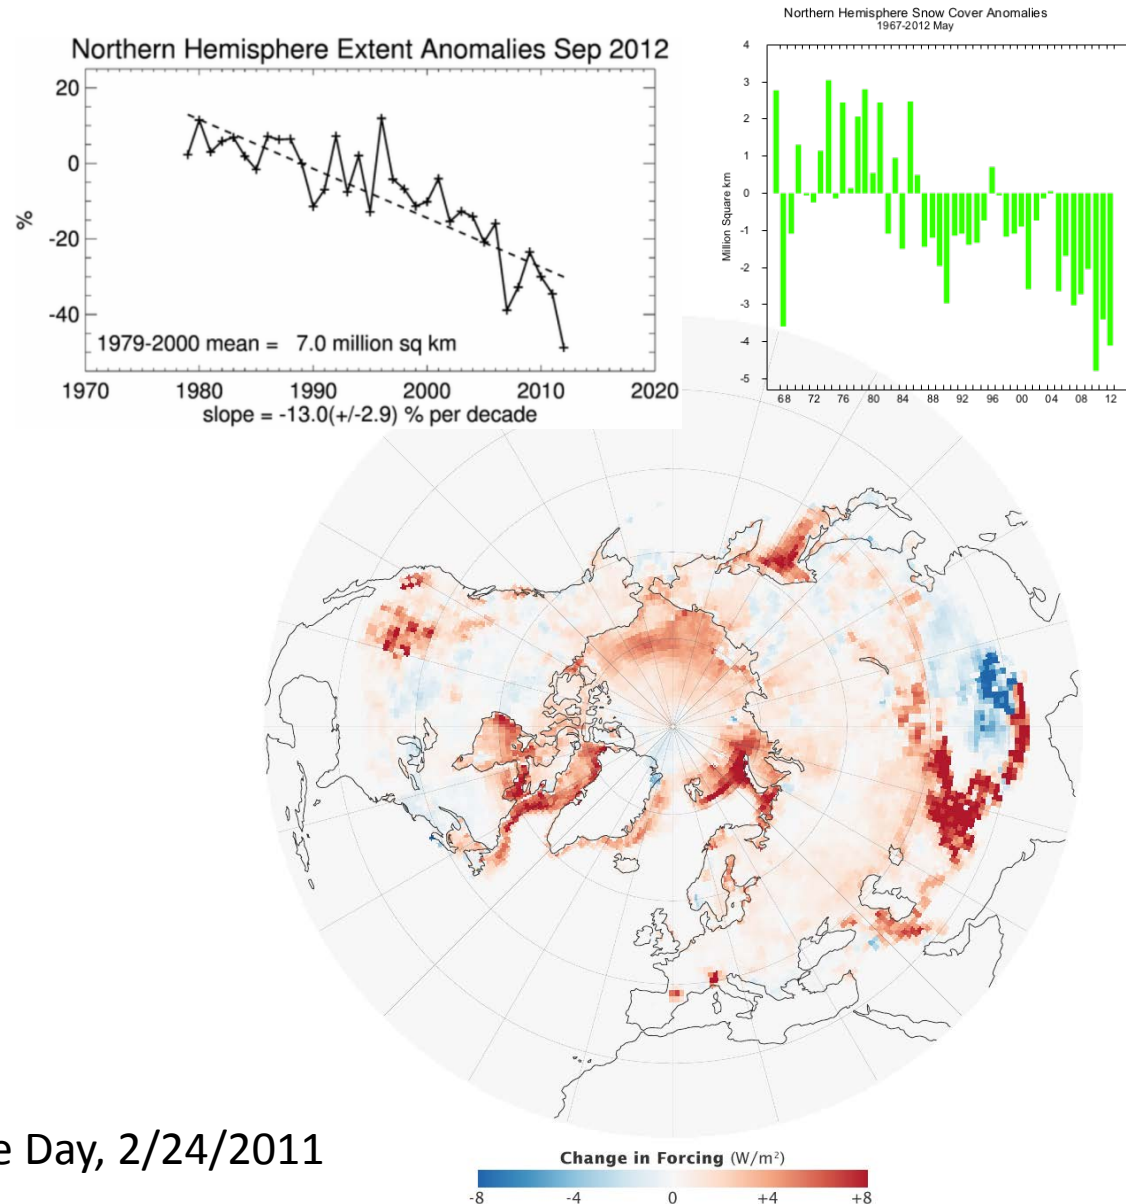 Northern Hemisphere Extent Anomalies Sep 2012
20
0
-20
-40
%
1979-2000 mean = 7.0 million sq km
1970 1980 1990 2000 2010 2020
slope = -13.0(+/-2.9) % per decade
Northern Hemisphere Snow Cover Anomalies
1967-2012 May
4
3
2
1
0
-1
-2
-3
-4
-5
Million Square km
68 72 76 80 84 88 92 96 00 04 08 12
e Day, 2/24/2011
Change in Forcing (W/m²)
-8 -4 0 +4 +8